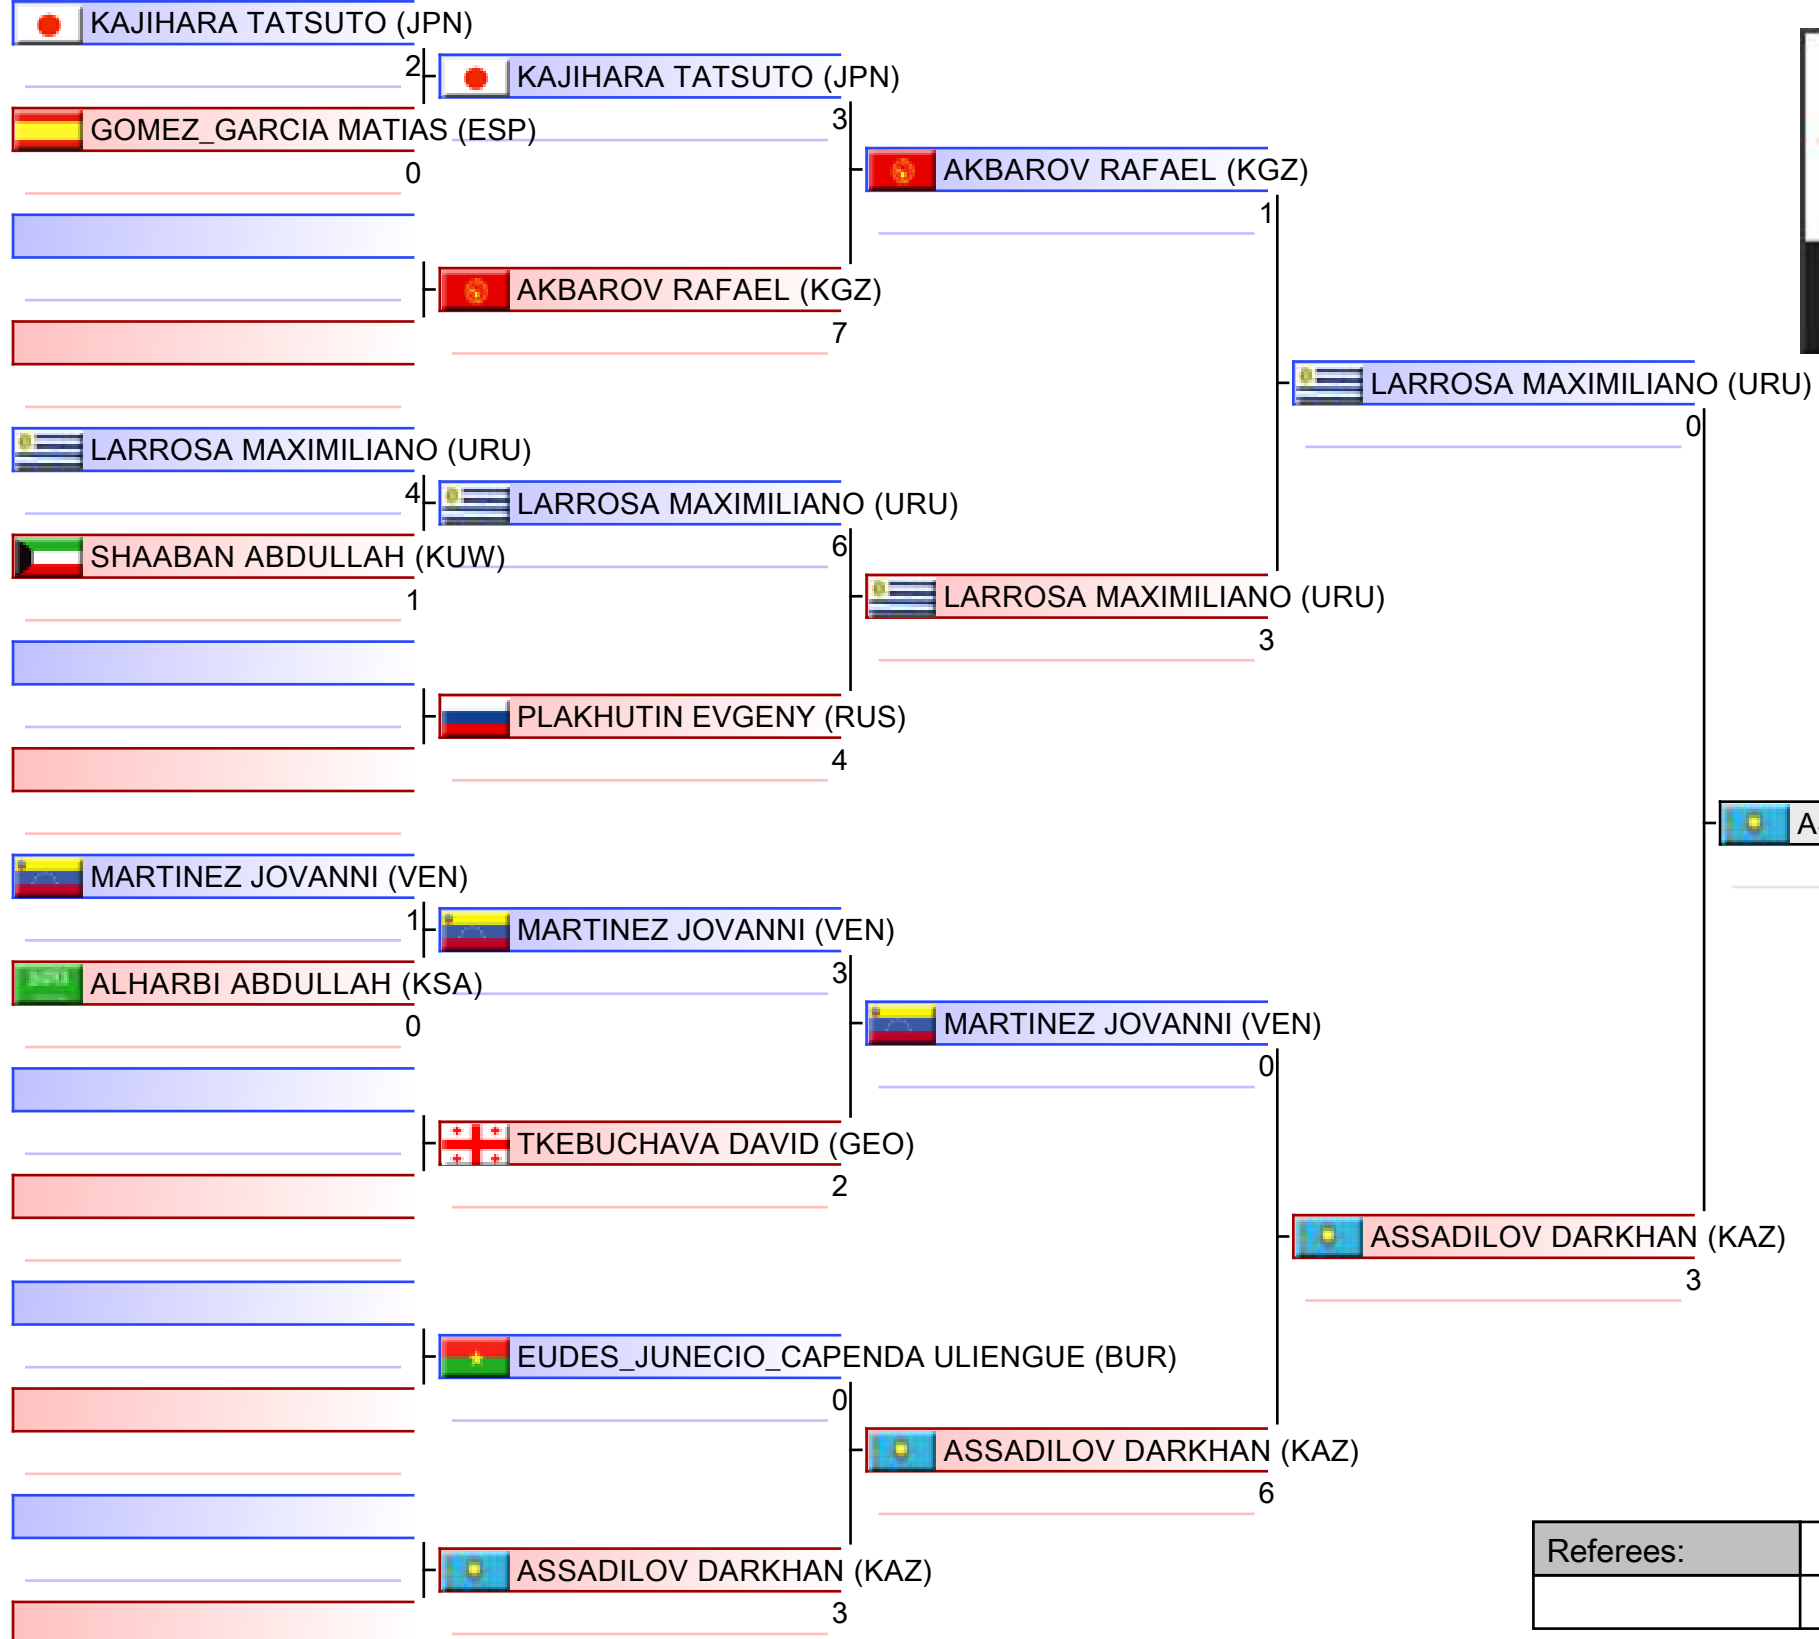 KAJIHARA TATSUTO (JPN)
2
KAJIHARA TATSUTO (JPN)
3
GOMEZ_GARCIA MATIAS (ESP)
0
AKBAROV RAFAEL (KGZ)
1
AKBAROV RAFAEL (KGZ)
7
LARROSA MAXIMILIANO (URU)
0
LARROSA MAXIMILIANO (URU)
4
LARROSA MAXIMILIANO (URU)
6
SHAABAN ABDULLAH (KUW)
1
LARROSA MAXIMILIANO (URU)
3
PLAKHUTIN EVGENY (RUS)
4
A
MARTINEZ JOVANNI (VEN)
1
MARTINEZ JOVANNI (VEN)
3
ALHARBI ABDULLAH (KSA)
0
MARTINEZ JOVANNI (VEN)
0
TKEBUCHAVA DAVID (GEO)
2
ASSADILOV DARKHAN (KAZ)
3
EUDES_JUNECIO_CAPENDA ULIENGUE (BUR)
0
ASSADILOV DARKHAN (KAZ)
6
ASSADILOV DARKHAN (KAZ)
3
Referees: